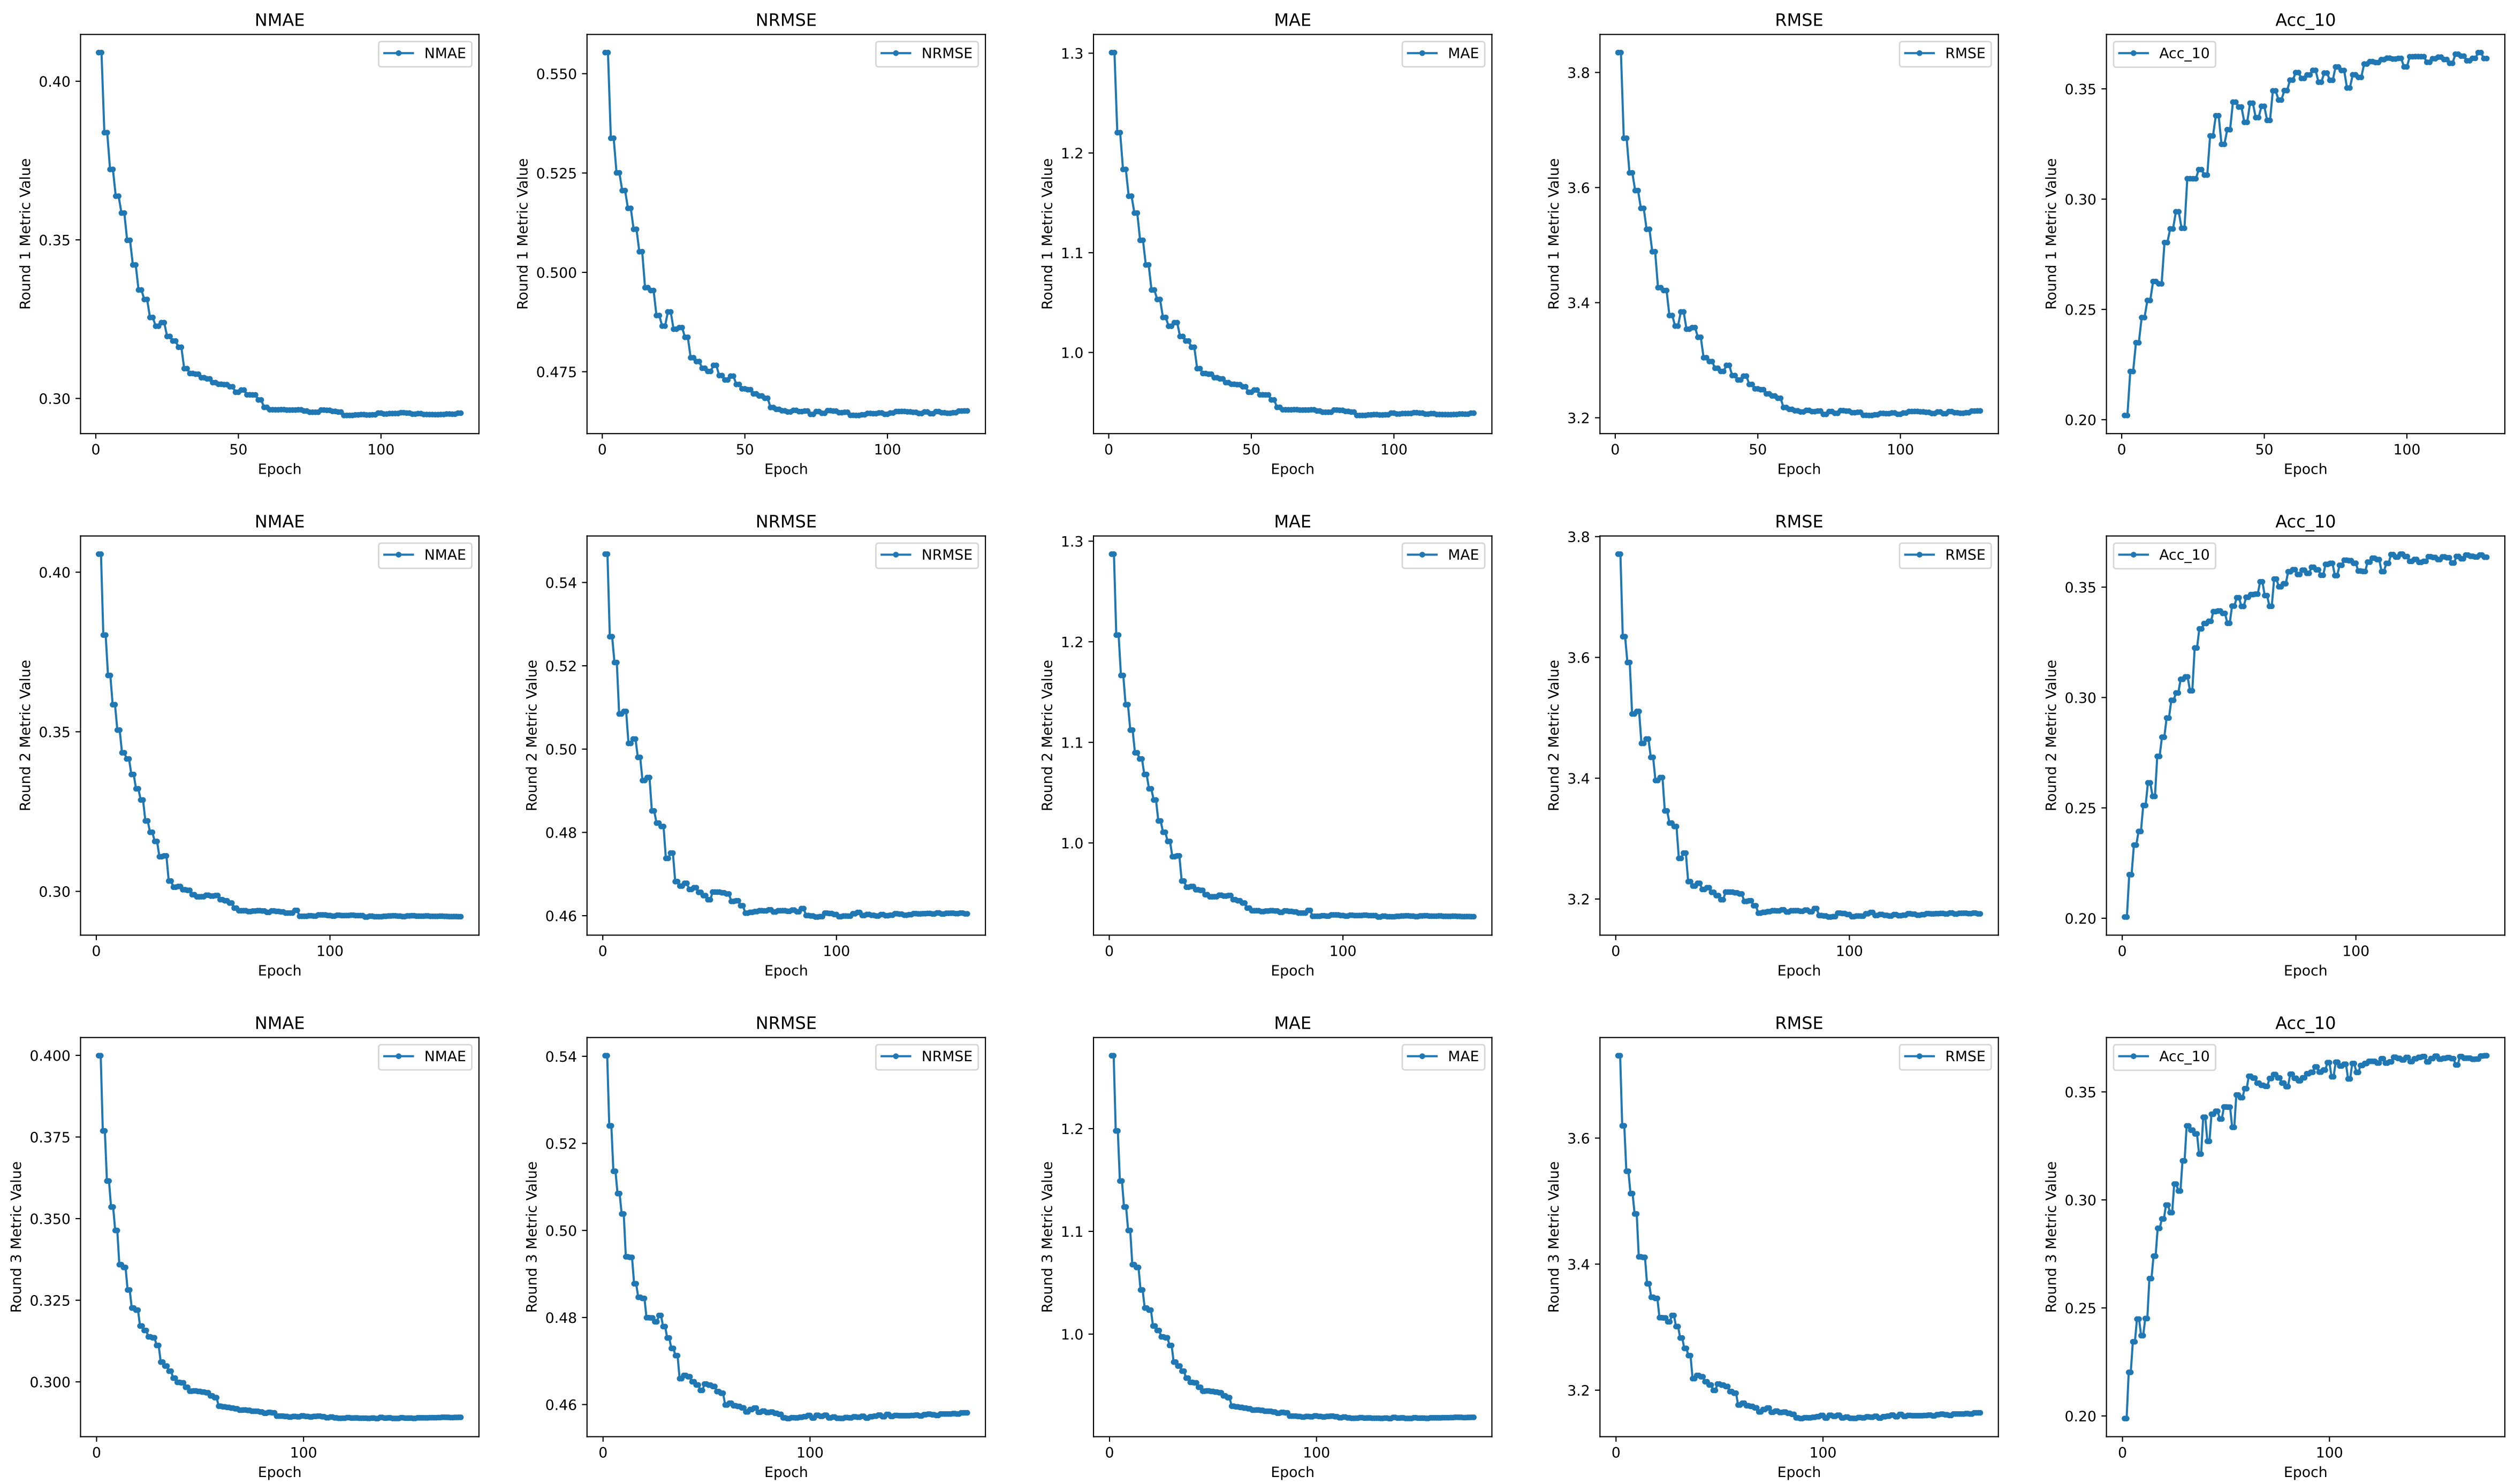 NMAE
NRMSE
MAE
RMSE
Acc_10
Round 1 Metric Value
0.40
0.35
0.30
NMAE
0 50 100
Epoch
Round 1 Metric Value
0.550
0.525
0.500
0.475
NRMSE
0 50 100
Epoch
Round 1 Metric Value
1.3
1.2
1.1
1.0
MAE
0 50 100
Epoch
Round 1 Metric Value
3.8
3.6
3.4
3.2
RMSE
0 50 100
Epoch
Round 1 Metric Value
0.35
0.30
0.25
0.20
Acc_10
0 50 100
Epoch
NMAE
NRMSE
MAE
RMSE
Acc_10
Round 2 Metric Value
0.40
0.35
0.30
NMAE
0 100
Epoch
Round 2 Metric Value
0.54
0.52
0.50
0.48
0.46
NRMSE
0 100
Epoch
Round 2 Metric Value
1.3
1.2
1.1
1.0
MAE
0 100
Epoch
Round 2 Metric Value
3.8
3.6
3.4
3.2
RMSE
0 100
Epoch
Round 2 Metric Value
0.35
0.30
0.25
0.20
Acc_10
0 100
Epoch
NMAE
NRMSE
MAE
RMSE
Acc_10
Round 3 Metric Value
0.400
0.375
0.350
0.325
0.300
NMAE
0 100
Epoch
Round 3 Metric Value
0.54
0.52
0.50
0.48
0.46
NRMSE
0 100
Epoch
Round 3 Metric Value
1.2
1.1
1.0
MAE
0 100
Epoch
Round 3 Metric Value
3.6
3.4
3.2
RMSE
0 100
Epoch
Round 3 Metric Value
0.35
0.30
0.25
0.20
Acc_10
0 100
Epoch